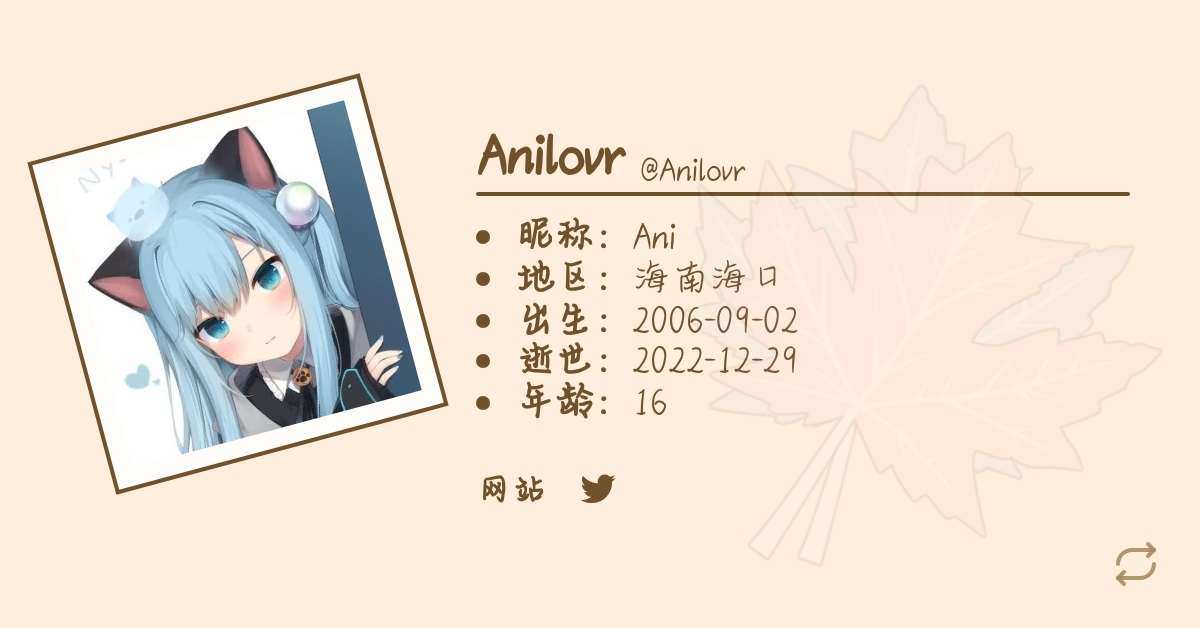 Ny~
Anilovr @Anilovr
昵称： Ani
地区： 海南海口
出生： 2006-09-02
逝世： 2022-12-29
年龄： 16
网站